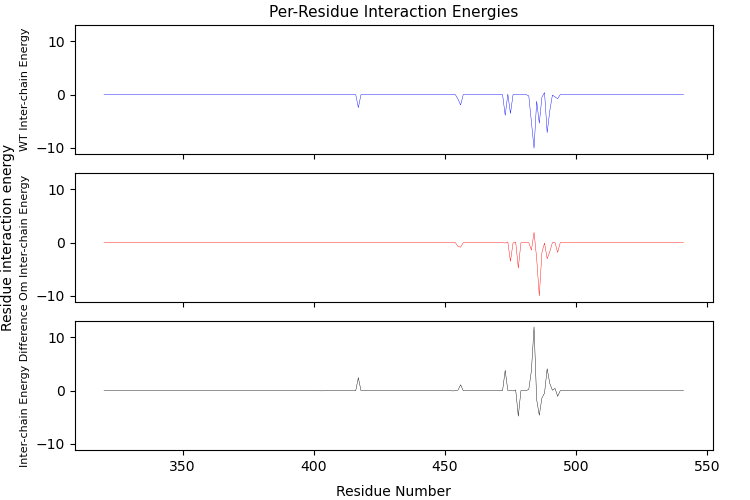 Per-Residue Interaction Energies
Residue interaction energy
WT Inter-chain Energy
10
0
−10
Om Inter-chain Energy
10
0
−10
Inter-chain Energy Difference
10
0
−10
350
400
450
500
550
Residue Number